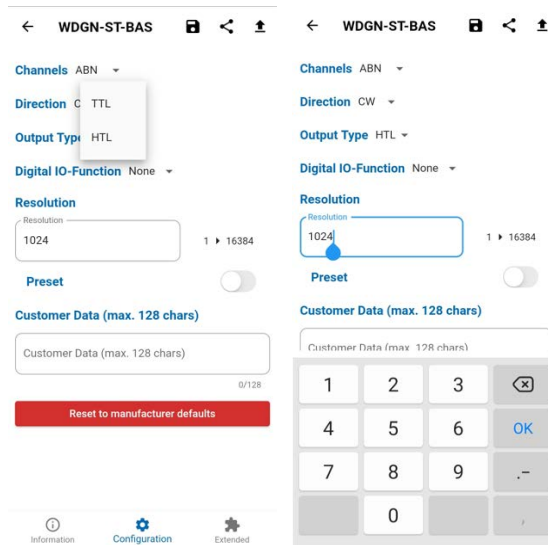 WDGN-ST-BAS
Channels ABN
Direction C
TTL
Output Type
HTL
Digital IO-Function None
Resolution
Resolution
1024
1 16384
Preset
Customer Data (max. 128 chars)
Customer Data (max. 128 chars)
0/128
Reset to manufacturer defaults
Information
Configuration
Extended
WDGN-ST-BAS
Channels ABN
Direction CW
Output Type HTL
Digital IO-Function None
Resolution
Resolution
1024
1 16384
Preset
Customer Data (max. 128 chars)
Customer Data (max. 128 chars)
1 2 3
4 5 6 OK
7 8 9 .-
0 ,